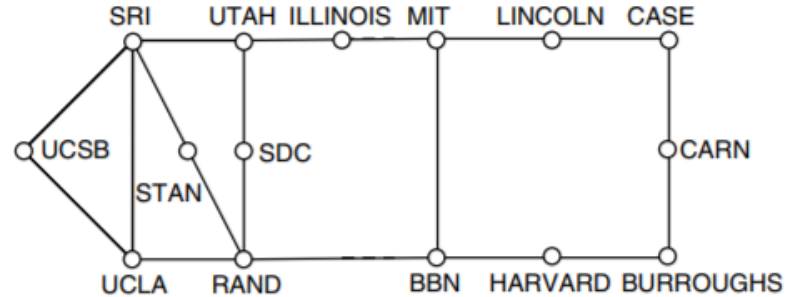 SRI UTAH ILLINOIS MIT LINCOLN CASE
UCSB SDC CARN
STAN
UCLA RAND BBN HARVARD BURROUGHS